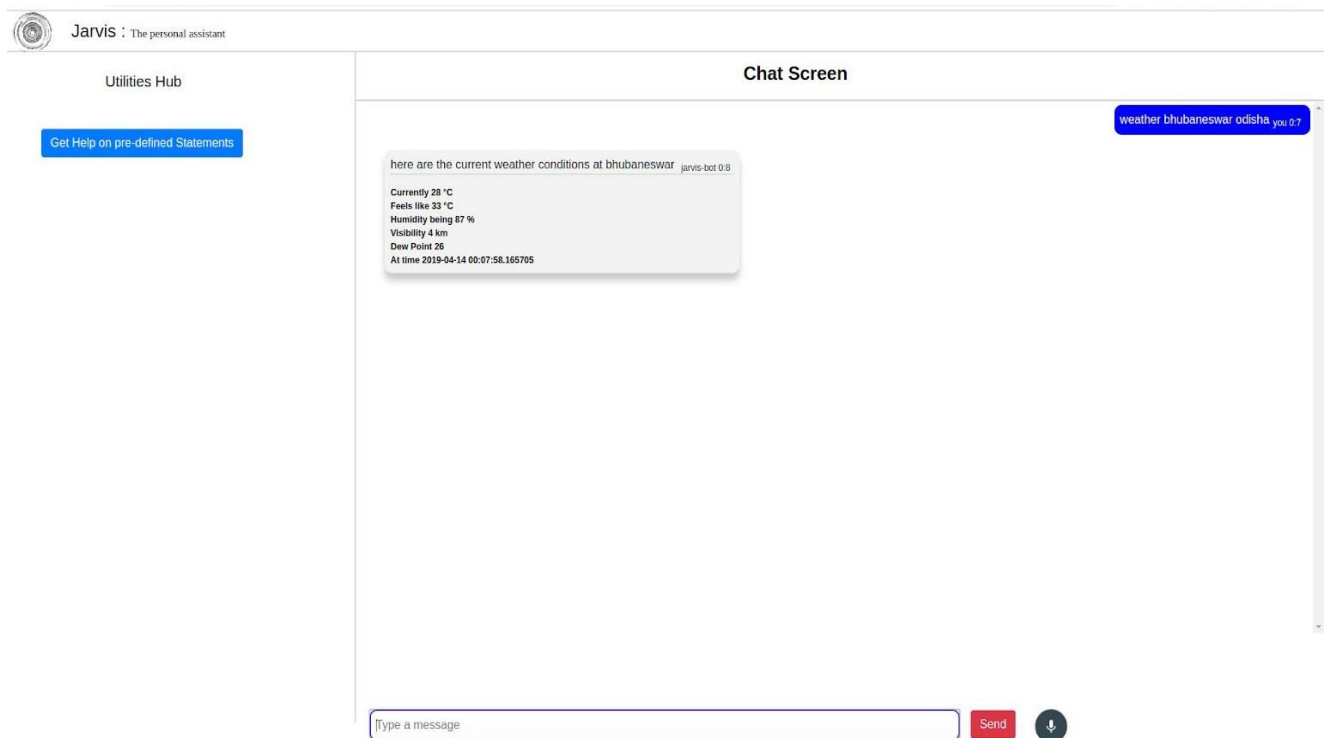 Jarvis : The personal assistant
Utilities Hub
Get Help on pre-defined Statements
Chat Screen
weather bhubaneswar odisha you 0:7
here are the current weather conditions at bhubaneswar jarvis-bot 0:8
Currently 28 °C
Feels like 33 °C
Humidity being 87 %
Visibility 4 km
Dew Point 26
At time 2019-04-14 00:07:58.165705
Type a message
Send